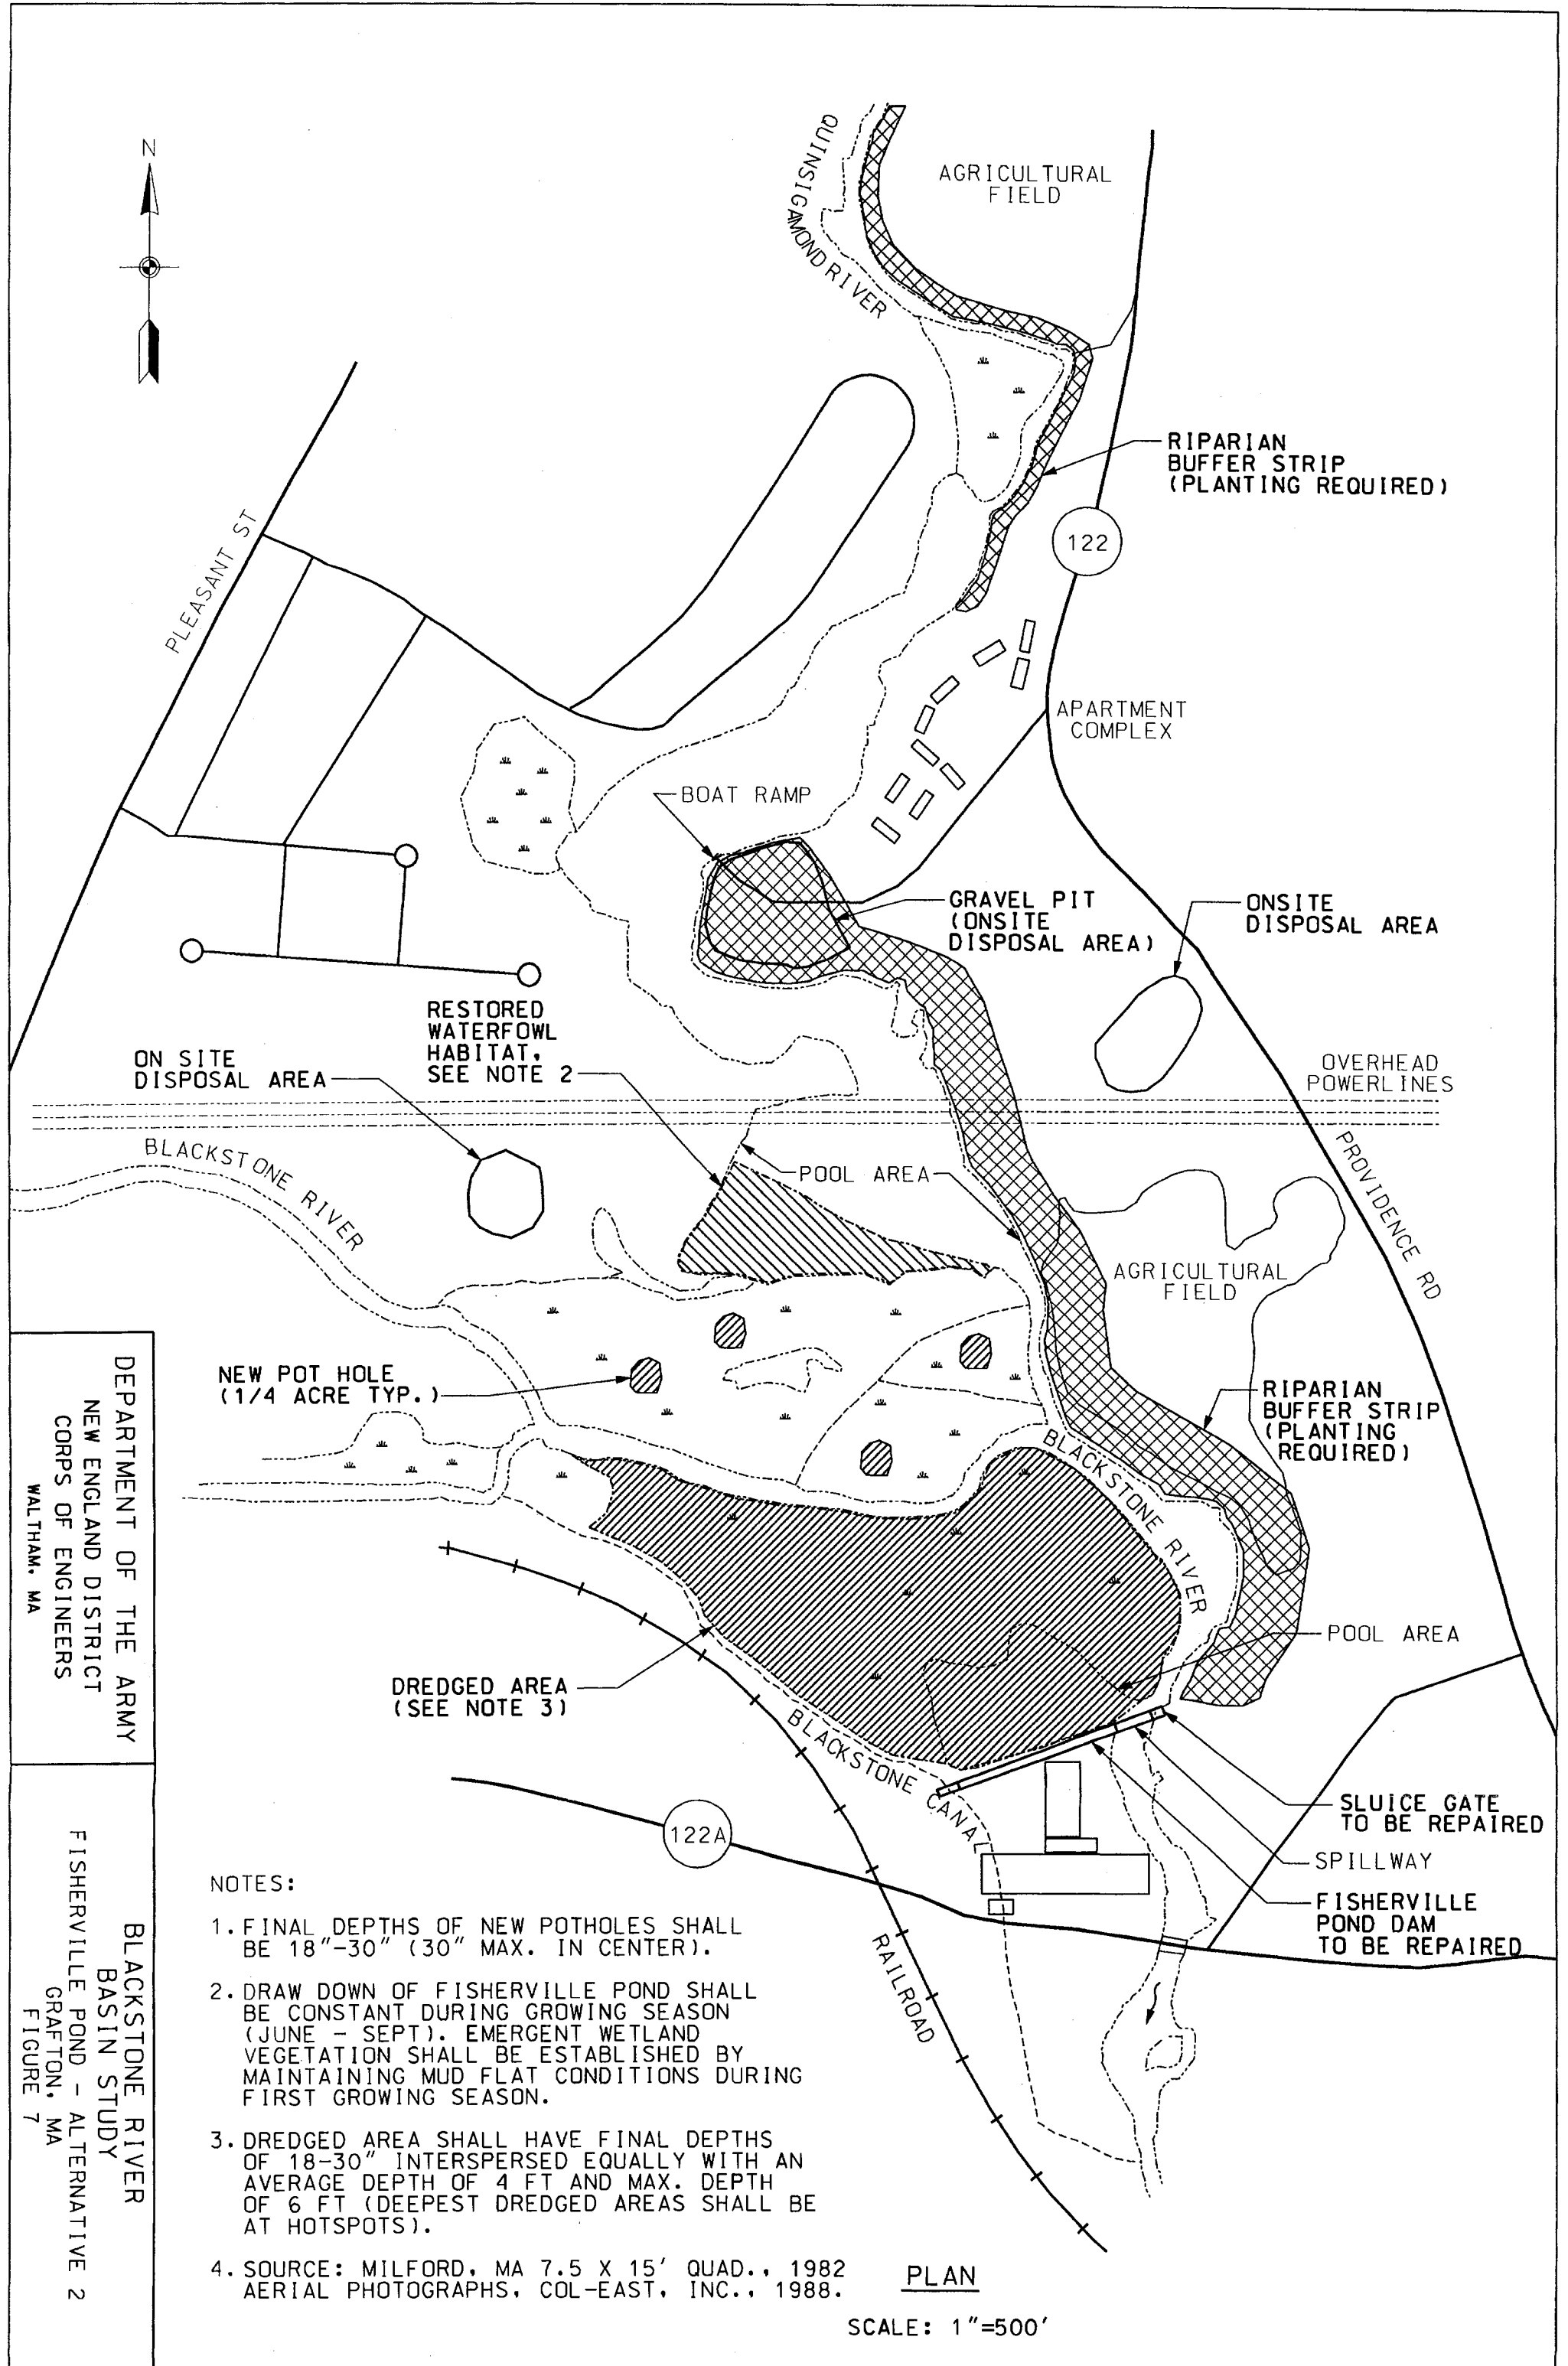 N
QUINSIGAMOND RIVER
AGRICULTURAL
FIELD
RIPARIAN
BUFFER STRIP
(PLANTING REQUIRED)
122
PLEASANT ST
APARTMENT
COMPLEX
BOAT RAMP
GRAVEL PIT
(ONSITE
DISPOSAL AREA)
ONSITE
DISPOSAL AREA
RESTORED
WATERFOWL
HABITAT,
SEE NOTE 2
ON SITE
DISPOSAL AREA
OVERHEAD
POWERLINES
BLACKSTONE RIVER
POOL AREA
PROVIDENCE RD
AGRICULTURAL
FIELD
NEW POT HOLE
(1/4 ACRE TYP.)
RIPARIAN
BUFFER STRIP
(PLANTING
REQUIRED)
BLACKSTONE RIVER
POOL AREA
DREDGED AREA
(SEE NOTE 3)
BLACKSTONE CANAL
SLUICE GATE
TO BE REPAIRED
SPILLWAY
FISHERVILLE
POND DAM
TO BE REPAIRED
122A
RAILROAD
NOTES:
1. FINAL DEPTHS OF NEW POTHOLES SHALL
BE 18"-30" (30" MAX. IN CENTER).
2. DRAW DOWN OF FISHERVILLE POND SHALL
BE CONSTANT DURING GROWING SEASON
(JUNE - SEPT). EMERGENT WETLAND
VEGETATION SHALL BE ESTABLISHED BY
MAINTAINING MUD FLAT CONDITIONS DURING
FIRST GROWING SEASON.
3. DREDGED AREA SHALL HAVE FINAL DEPTHS
OF 18-30" INTERSPERSED EQUALLY WITH AN
AVERAGE DEPTH OF 4 FT AND MAX. DEPTH
OF 6 FT (DEEPEST DREDGED AREAS SHALL BE
AT HOTSPOTS).
4. SOURCE: MILFORD, MA 7.5 X 15' QUAD., 1982
AERIAL PHOTOGRAPHS, COL-EAST, INC., 1988.
PLAN
SCALE: 1"=500'
DEPARTMENT OF THE ARMY
NEW ENGLAND DISTRICT
CORPS OF ENGINEERS
WALTHAM, MA
BLACKSTONE RIVER
BASIN STUDY
FISHERVILLE POND - ALTERNATIVE 2
GRAFTON, MA
FIGURE 7